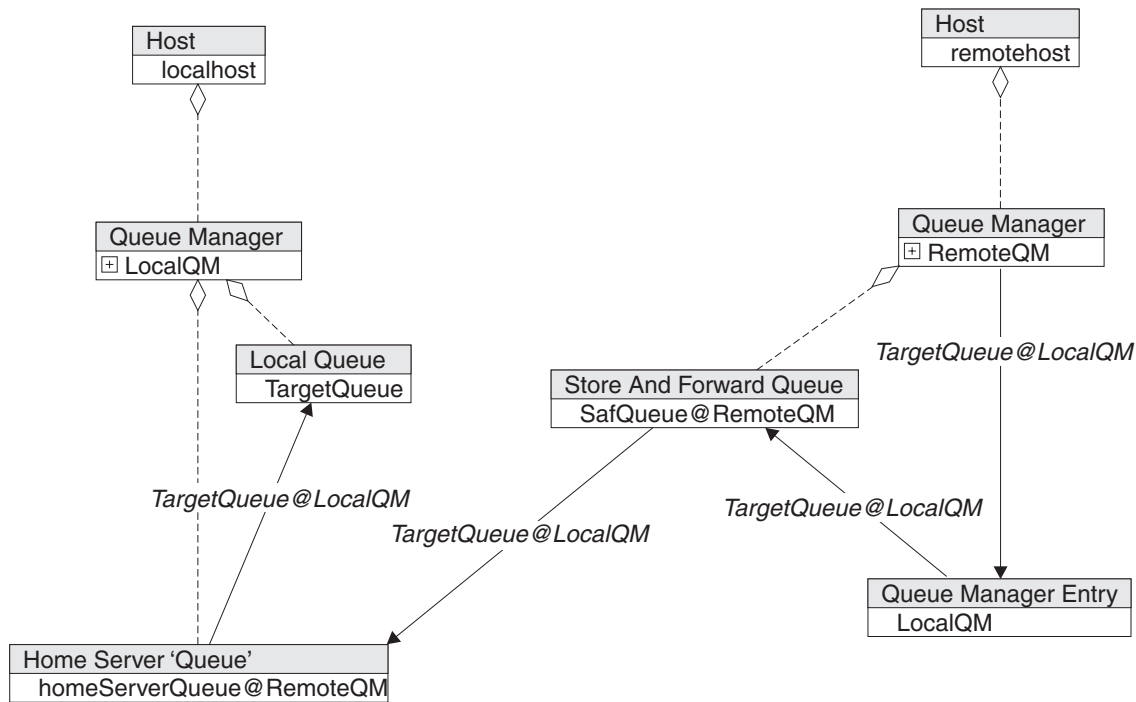 Host
localhost
Host
remotehost
Queue Manager
+ LocalQM
Queue Manager
+ RemoteQM
Local Queue
TargetQueue
TargetQueue@LocalQM
Store And Forward Queue
SafQueue@RemoteQM
TargetQueue@LocalQM
TargetQueue@LocalQM
TargetQueue@LocalQM
Queue Manager Entry
LocalQM
Home Server ‘Queue’
homeServerQueue@RemoteQM